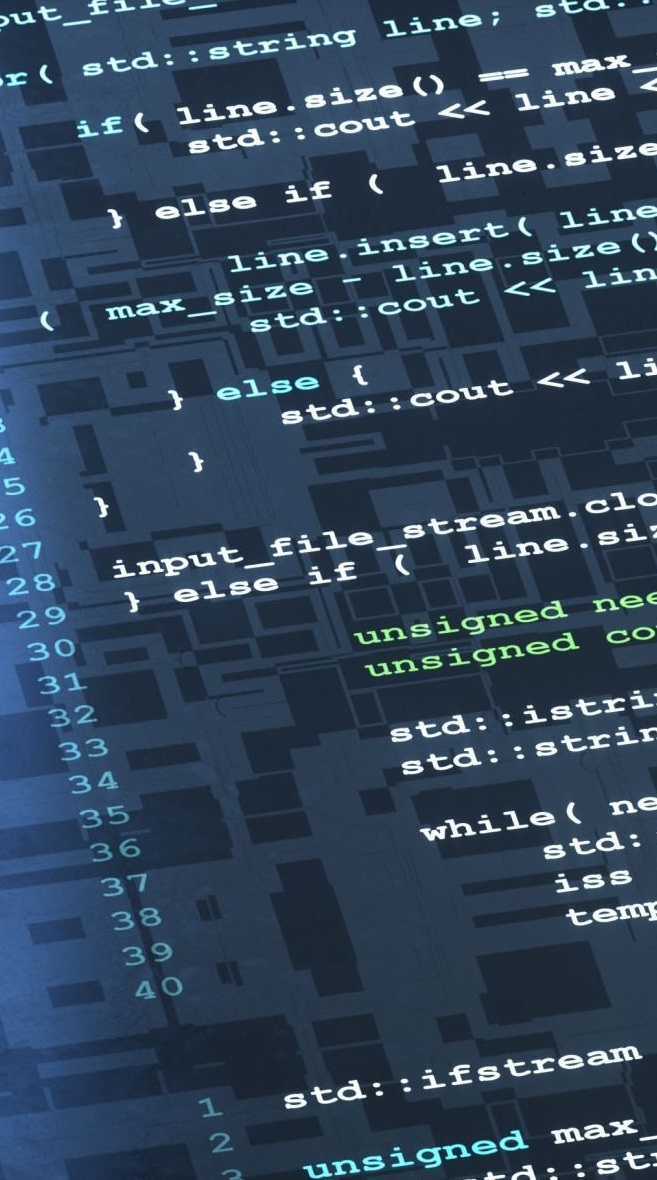 put_file_
or( std::string line; std::
if( line.size() == max_
std::cout << line <
} else if ( line.size
line.insert( line
( max_size - line.size()
std::cout << lin
} else {
std::cout << li
}
}
input_file_stream.clo
} else if ( line.siz
unsigned nee
unsigned co
std::istri
std::strin
while( ne
std:
iss
temp
3
4
5
26
27
28
29
30
31
32
33
34
35
36
37
38
39
40
1 std::ifstream
2 unsigned max_
3 std::st